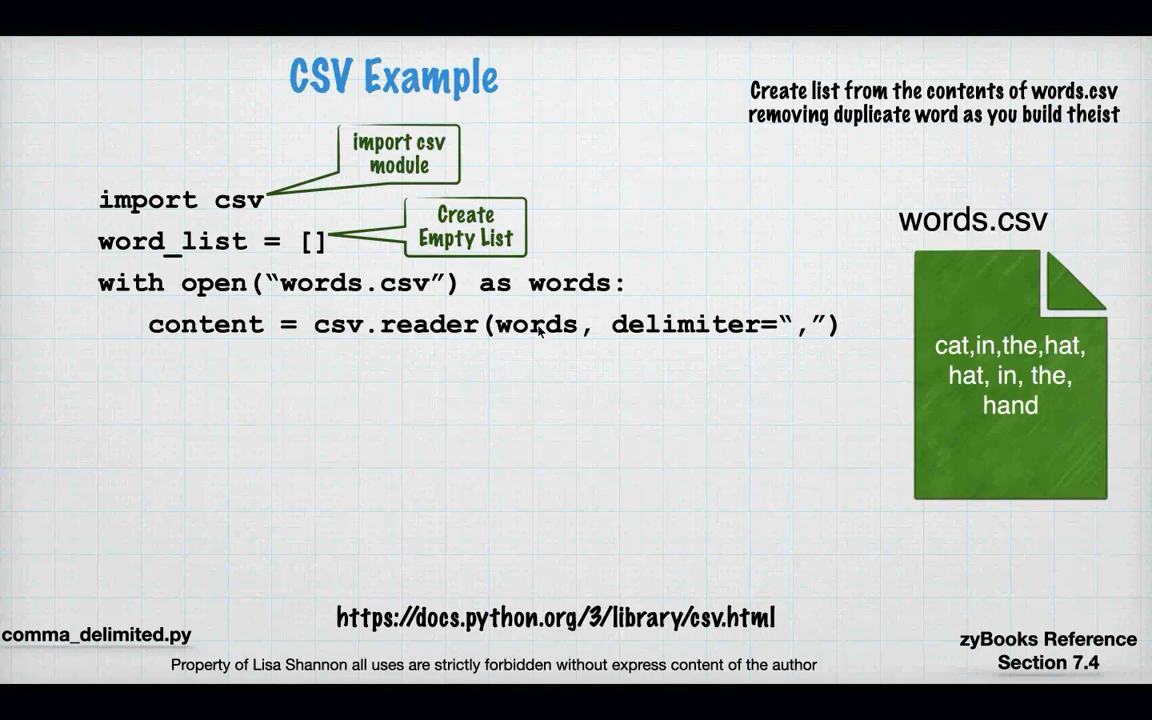 CSV Example
Create list from the contents of words.csv
removing duplicate word as you build theist
import csv
module
import csv
Create
Empty List
word_list = []
with open(“words.csv”) as words:
content = csv.reader(words, delimiter=“,”)
words.csv
cat,in,the,hat,
hat, in, the,
hand
https://docs.python.org/3/library/csv.html
comma_delimited.py
zyBooks Reference
Section 7.4
Property of Lisa Shannon all uses are strictly forbidden without express content of the author